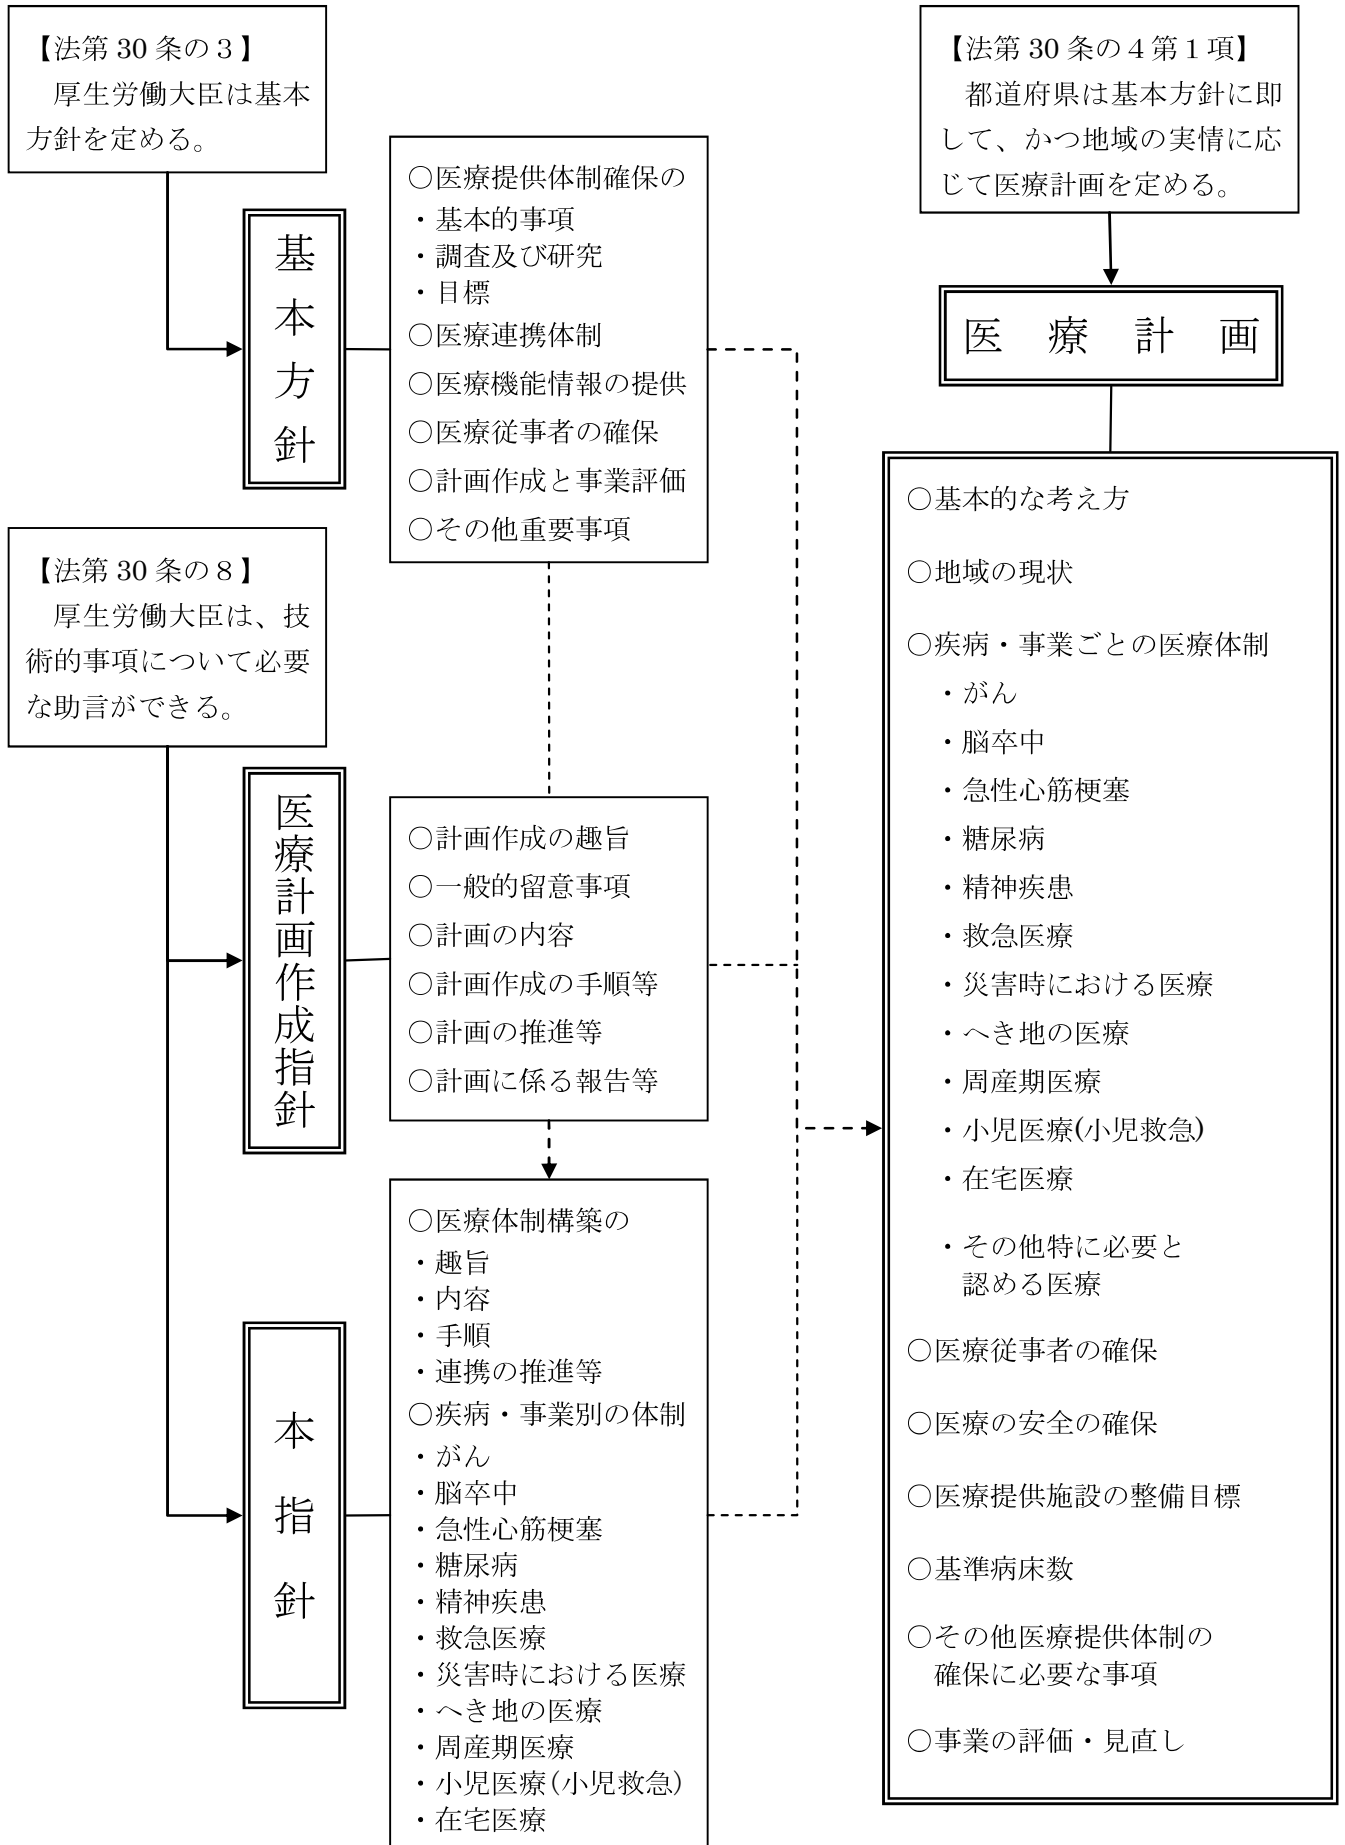 【法第 30 条の３】
厚生労働大臣は基本
方針を定める。
基本方針
○医療提供体制確保の
・基本的事項
・調査及び研究
・目標
○医療連携体制
○医療機能情報の提供
○医療従事者の確保
○計画作成と事業評価
○その他重要事項
【法第 30 条の８】
厚生労働大臣は、技
術的事項について必要
な助言ができる。
医療計画作成指針
○計画作成の趣旨
○一般的留意事項
○計画の内容
○計画作成の手順等
○計画の推進等
○計画に係る報告等
本指針
○医療体制構築の
・趣旨
・内容
・手順
・連携の推進等
○疾病・事業別の体制
・がん
・脳卒中
・急性心筋梗塞
・糖尿病
・精神疾患
・救急医療
・災害時における医療
・へき地の医療
・周産期医療
・小児医療(小児救急)
・在宅医療
【法第 30 条の４第１項】
都道府県は基本方針に即
して、かつ地域の実情に応
じて医療計画を定める。
医　療　計　画
○基本的な考え方
○地域の現状
○疾病・事業ごとの医療体制
・がん
・脳卒中
・急性心筋梗塞
・糖尿病
・精神疾患
・救急医療
・災害時における医療
・へき地の医療
・周産期医療
・小児医療(小児救急)
・在宅医療
・その他特に必要と
認める医療
○医療従事者の確保
○医療の安全の確保
○医療提供施設の整備目標
○基準病床数
○その他医療提供体制の
確保に必要な事項
○事業の評価・見直し